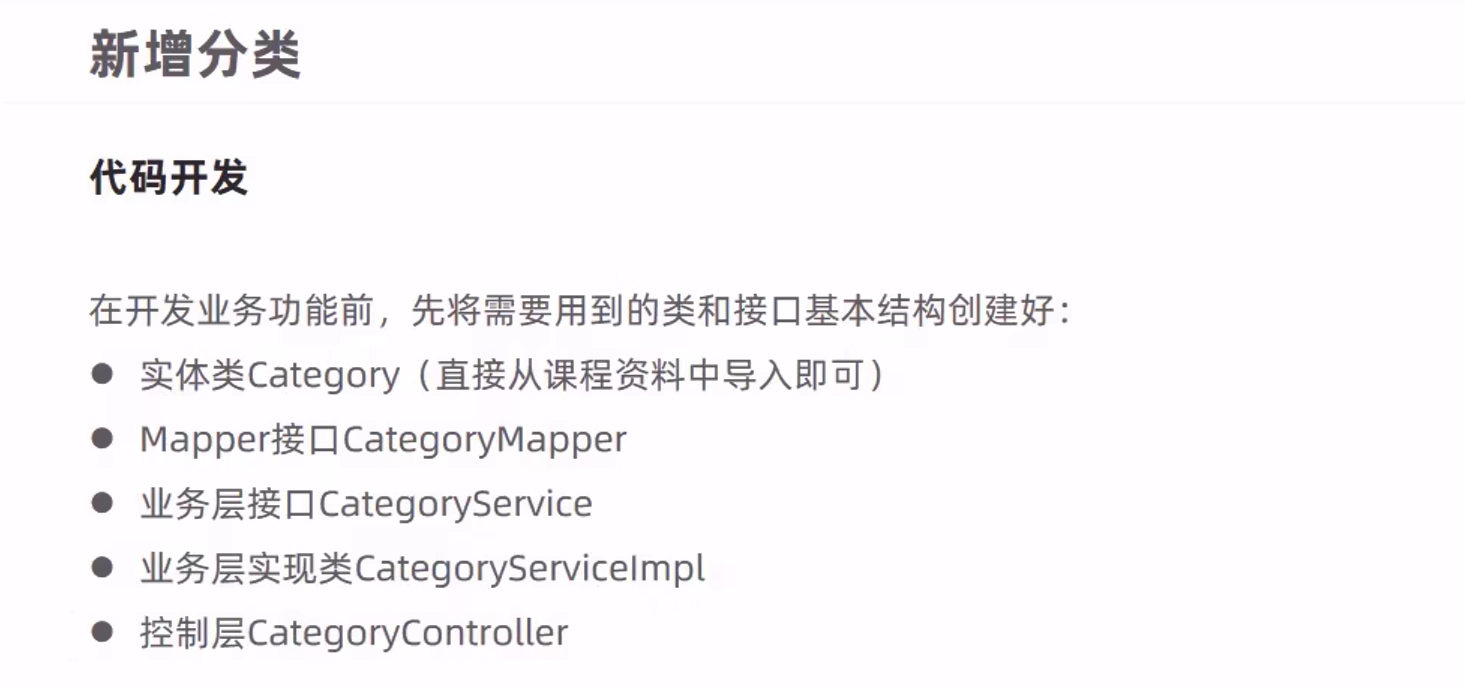 新增分类
代码开发
在开发业务功能前，先将需要用到的类和接口基本结构创建好：
● 实体类Category（直接从课程资料中导入即可）
● Mapper接口CategoryMapper
● 业务层接口CategoryService
● 业务层实现类CategoryServiceImpl
● 控制层CategoryController